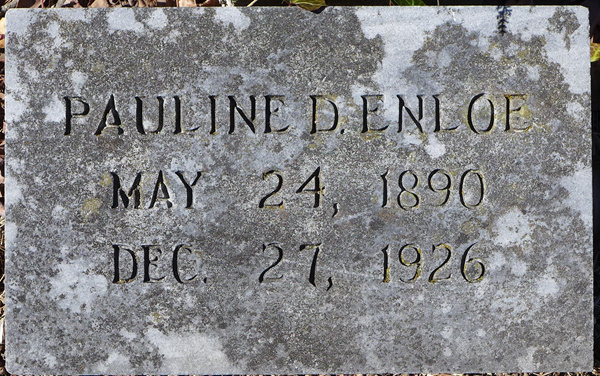 PAULINE D. ENLOE
MAY 24, 1890
DEC. 27, 1926